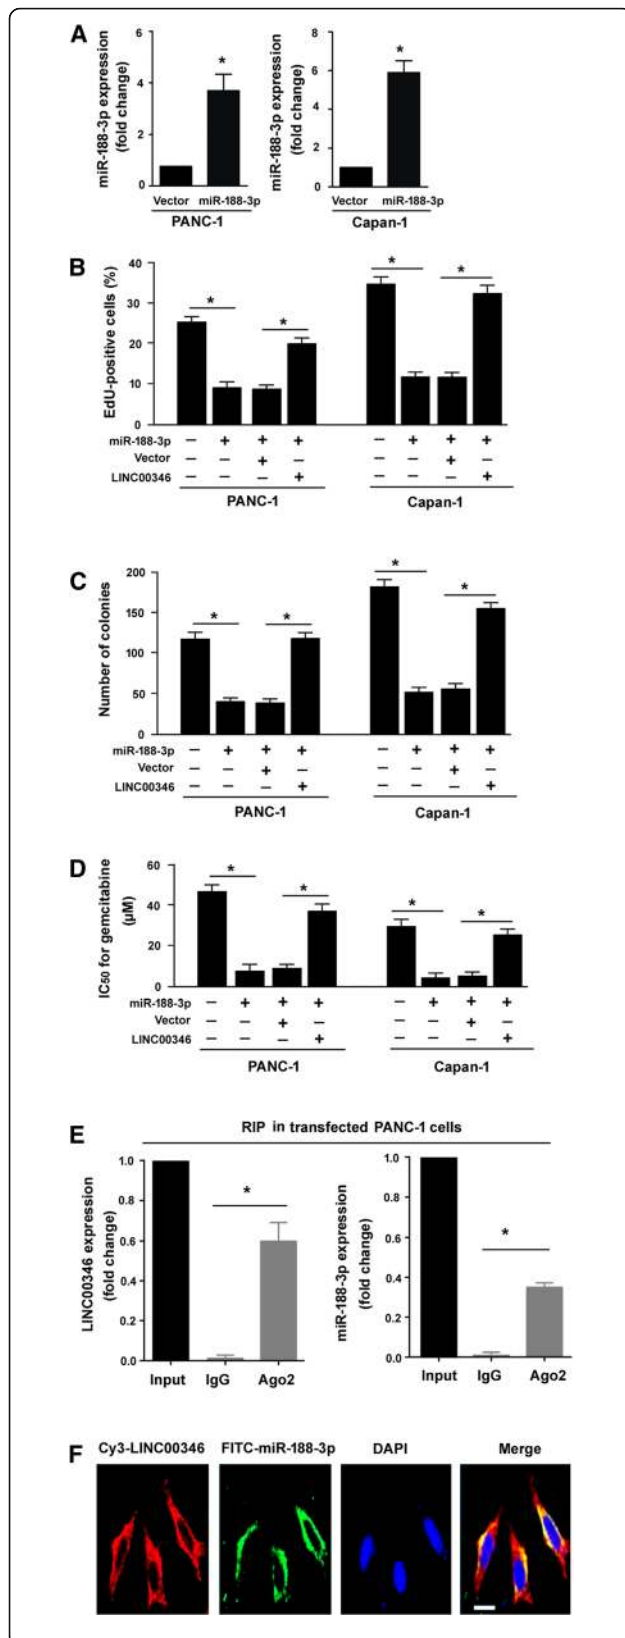 A
miR-188-3p expression
(fold change)
6
4
2
0
*
Vector miR-188-3p
PANC-1
miR-188-3p expression
(fold change)
8
6
4
2
0
*
Vector miR-188-3p
Capan-1
B
EdU-positive cells (%)
40
30
20
10
0
* * * *
miR-188-3p – + + + – + + +
Vector – – + – – – + –
LINC00346 – – – + – – – +
PANC-1 Capan-1
C
Number of colonies
200
150
100
50
0
* * * *
miR-188-3p – + + + – + + +
Vector – – + – – – + –
LINC00346 – – – + – – – +
PANC-1 Capan-1
D
IC50 for gemcitabine
(µM)
60
40
20
0
* * * *
miR-188-3p – + + + – + + +
Vector – – + – – – + –
LINC00346 – – – + – – – +
PANC-1 Capan-1
E
RIP in transfected PANC-1 cells
LINC00346 expression
(fold change)
1.0
0.8
0.6
0.4
0.2
0.0
*
Input IgG Ago2
miR-188-3p expression
(fold change)
1.0
0.8
0.6
0.4
0.2
0.0
*
Input IgG Ago2
F
Cy3-LINC00346 FITC-miR-188-3p DAPI Merge